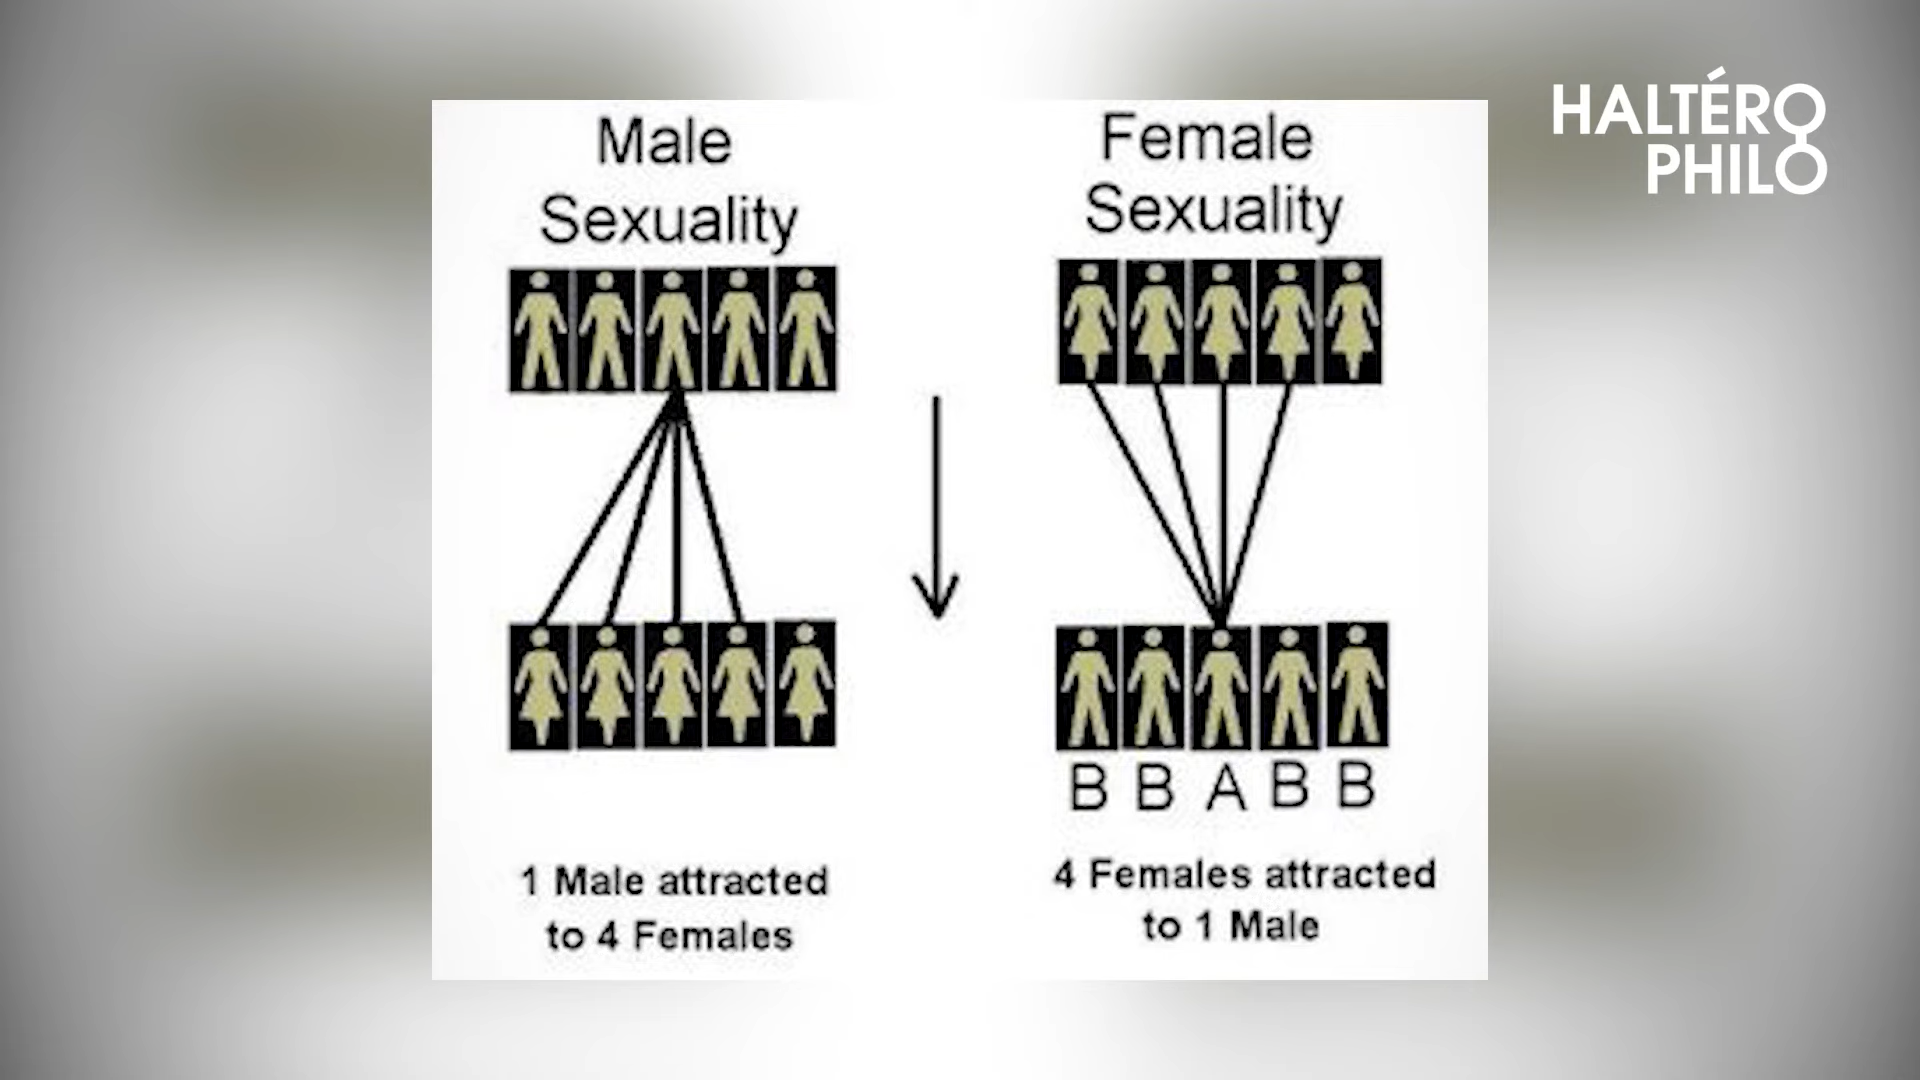 Male
Sexuality
Female
Sexuality
HALTÉRO
PHILO
B B A B B
1 Male attracted
to 4 Females
4 Females attracted
to 1 Male